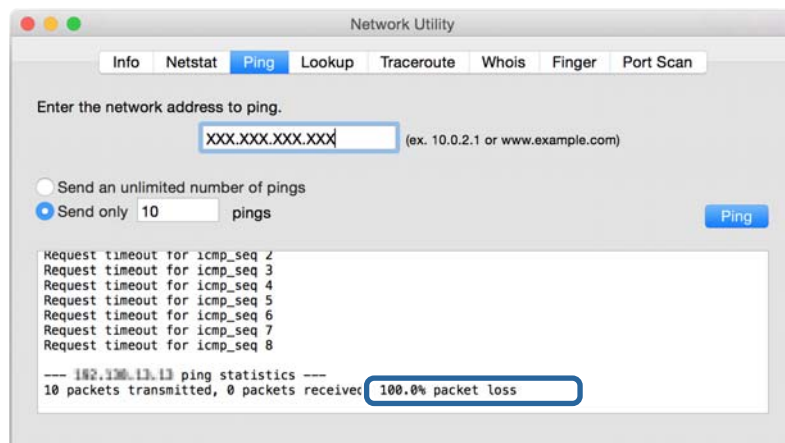 Network Utility
Info Netstat Ping Lookup Traceroute Whois Finger Port Scan
Enter the network address to ping.
XXX.XXX.XXX.XXX (ex. 10.0.2.1 or www.example.com)
Send an unlimited number of pings
Send only 10 pings
Ping
Request timeout for icmp_seq 2
Request timeout for icmp_seq 3
Request timeout for icmp_seq 4
Request timeout for icmp_seq 5
Request timeout for icmp_seq 6
Request timeout for icmp_seq 7
Request timeout for icmp_seq 8
--- ping statistics ---
10 packets transmitted, 0 packets received 100.0% packet loss